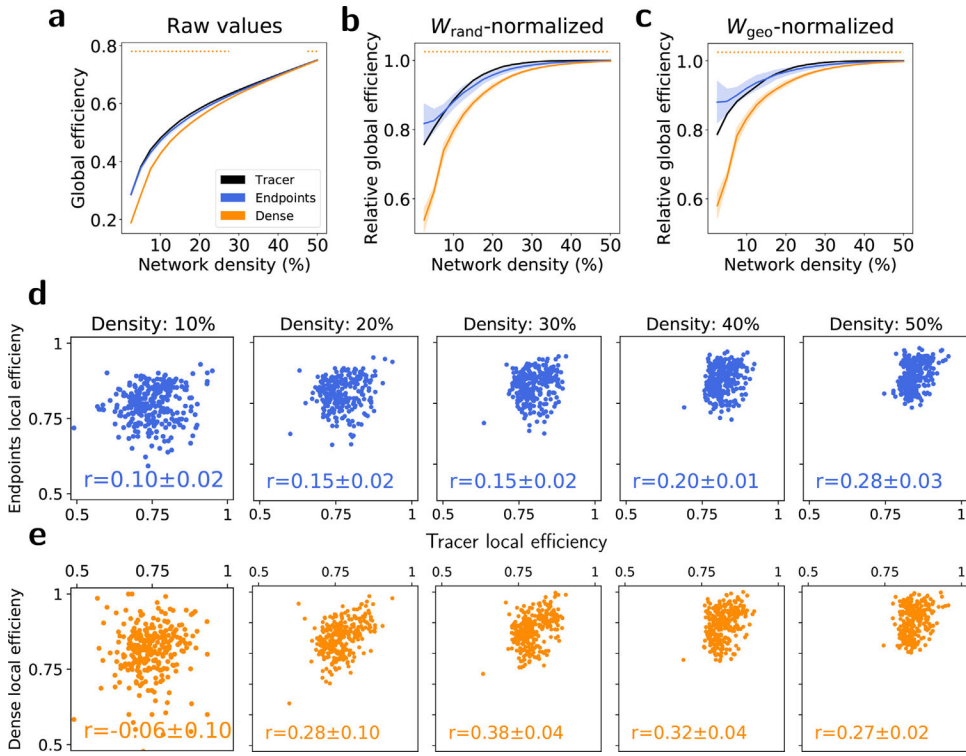 a
Raw values
0.8
0.6
0.4
0.2
Global efficiency
Tracer
Endpoints
Dense
10 20 30 40 50
Network density (%)
b
Wrand-normalized
1.0
0.8
0.6
Relative global efficiency
10 20 30 40 50
Network density (%)
c
Wgeo-normalized
1.0
0.8
0.6
Relative global efficiency
10 20 30 40 50
Network density (%)
d
Density: 10% Density: 20% Density: 30% Density: 40% Density: 50%
Endpoints local efficieny
1
0.75
0.5
r=0.10±0.02 r=0.15±0.02 r=0.15±0.02 r=0.20±0.01 r=0.28±0.03
0.5 0.75 1 0.5 0.75 1 0.5 0.75 1 0.5 0.75 1 0.5 0.75 1
Tracer local efficiency
e
0.5 0.75 1 0.5 0.75 1 0.5 0.75 1 0.5 0.75 1 0.5 0.75 1
Dense local efficieny
1
0.75
0.5
r=-0.06±0.10 r=0.28±0.10 r=0.38±0.04 r=0.32±0.04 r=0.27±0.02